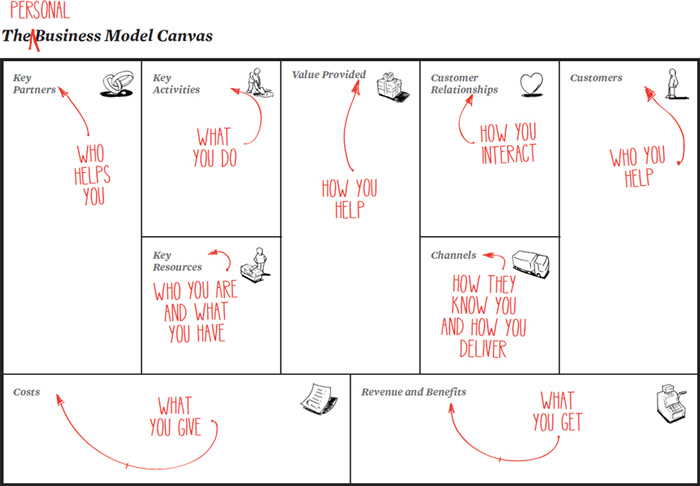 PERSONAL
The Business Model Canvas
Key
Partners
WHO
HELPS
YOU
Key
Activities
WHAT
YOU DO
Key
Resources
WHO YOU ARE
AND WHAT
YOU HAVE
Value Provided
HOW YOU
HELP
Customer
Relationships
HOW YOU
INTERACT
Channels
HOW THEY
KNOW YOU
AND HOW YOU
DELIVER
Customers
WHO YOU
HELP
Costs
WHAT
YOU GIVE
Revenue and Benefits
WHAT
YOU GET